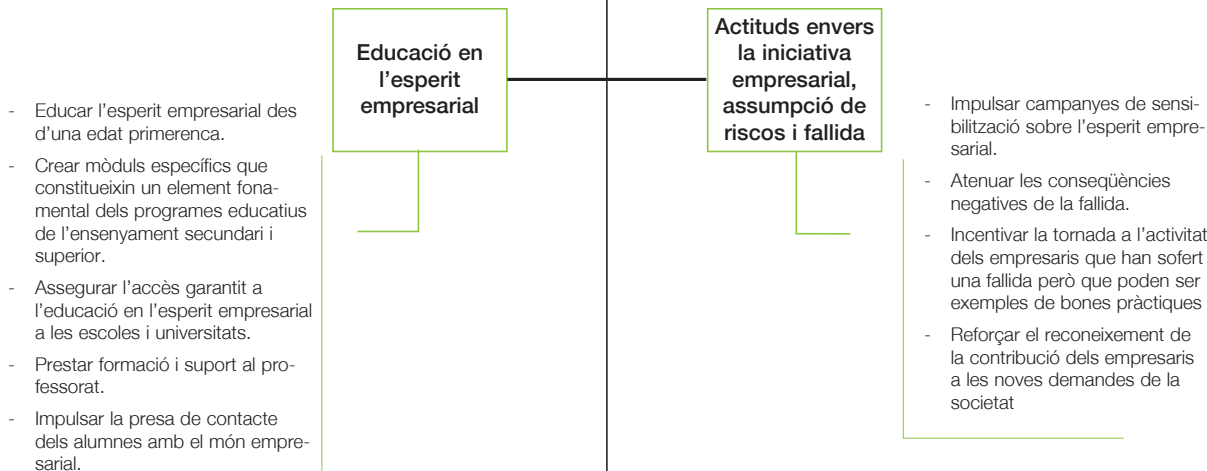 Educació en
l'esperit
empresarial
- Educar l'esperit empresarial des
d'una edat primerenca.
- Crear mòduls específics que
constitueixin un element fona-
mental dels programes educatius
de l'ensenyament secundari i
superior.
- Assegurar l'accès garantit a
l'educació en l'esperit empresarial
a les escoles i universitats.
- Prestar formació i suport al pro-
fessorat.
- Impulsar la presa de contacte
dels alumnes amb el món empre-
sarial.
Actituds envers
la iniciativa
empresarial,
assumpció de
riscos i fallida
- Impulsar campanyes de sensi-
bilització sobre l'esperit empre-
sarial.
- Atenuar les conseqüències
negatives de la fallida.
- Incentivar la tornada a l'activitat
dels empresaris que han sofert
una fallida però que poden ser
exemples de bones pràctiques
- Reforçar el reconeixement de
la contribució dels empresaris
a les noves demandes de la
societat